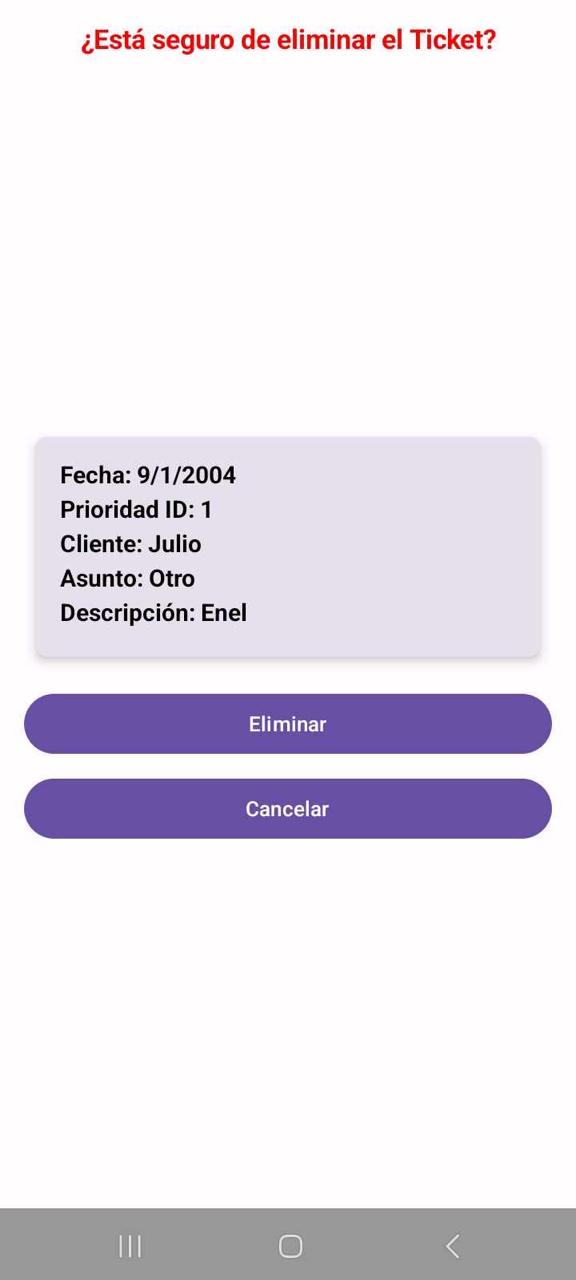 ¿Está seguro de eliminar el Ticket?
Fecha: 9/1/2004
Prioridad ID: 1
Cliente: Julio
Asunto: Otro
Descripción: Enel
Eliminar
Cancelar